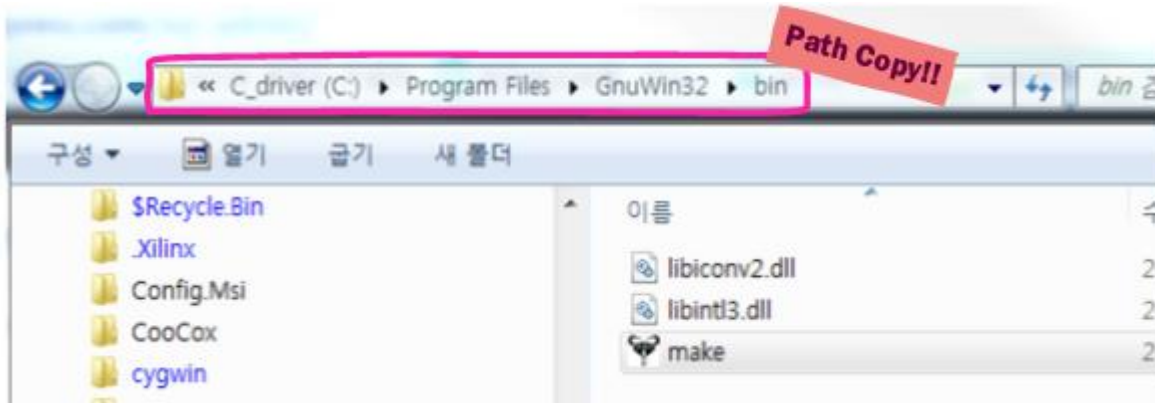 Path Copy!!
« C_driver (C:) ▸ Program Files ▸ GnuWin32 ▸ bin
bin
구성 열기 굽기 새 폴더
$Recycle.Bin
이름
.Xilinx
libiconv2.dll
Config.Msi
libintl3.dll
CooCox
make
cygwin